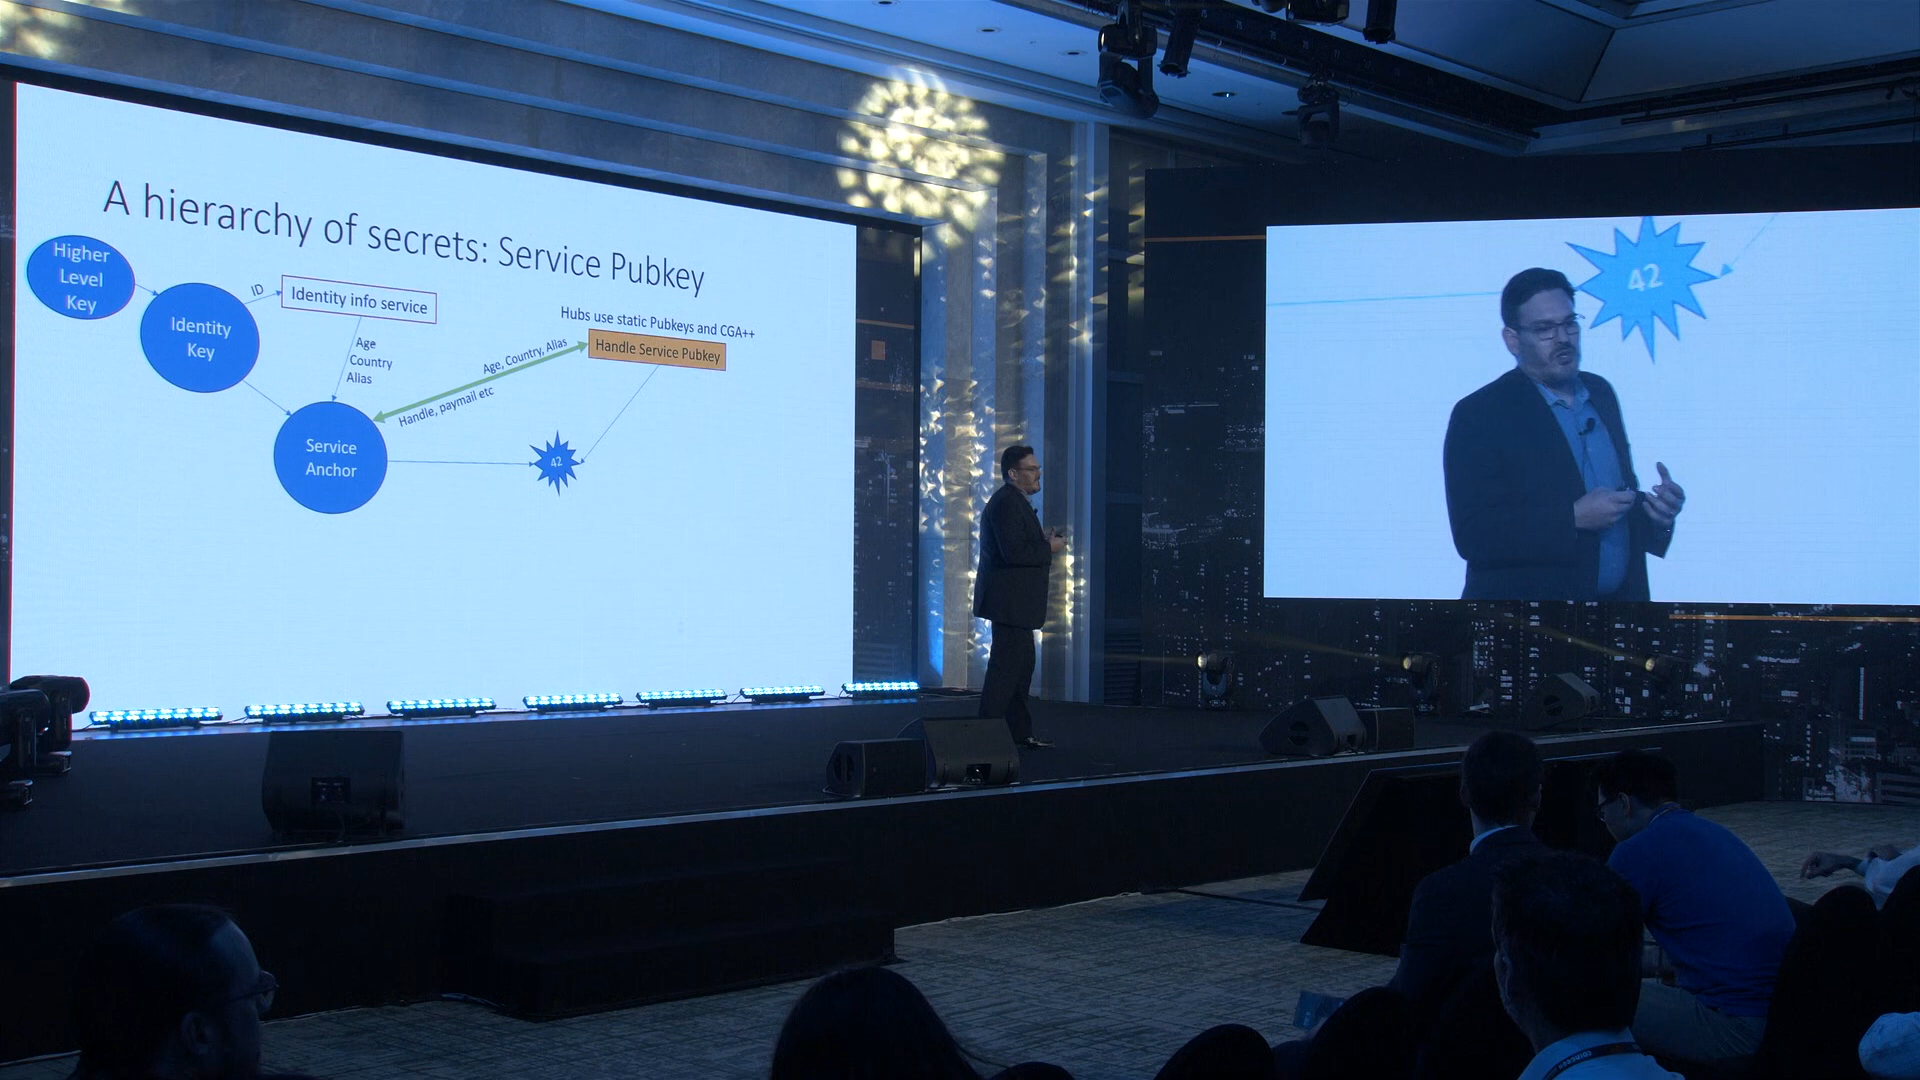 A hierarchy of secrets: Service Pubkey
Higher
Level
Key
Identity
Key
ID
Identity info service
Age
Country
Alias
Service
Anchor
Hubs use static Pubkeys and CGA++
Handle Service Pubkey
Age, Country, Alias
Handle, paymail etc
42
42